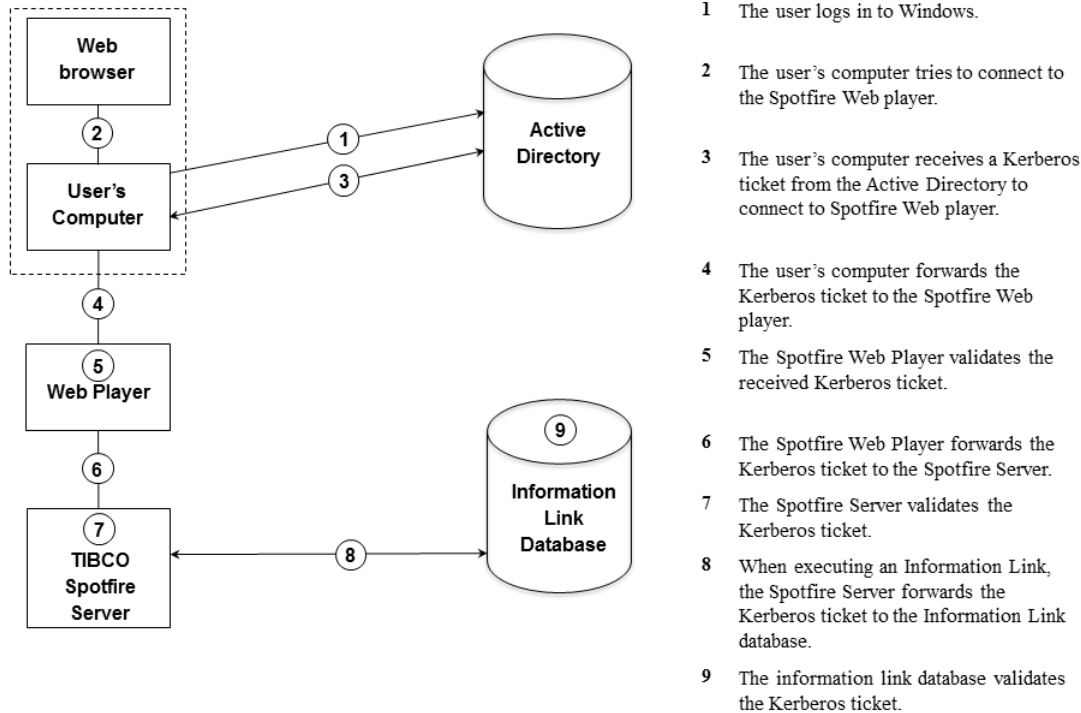 Web
browser
2
User's
Computer
1
3
Active
Directory
4
5
Web Player
6
7
TIBCO
Spotfire
Server
8
9
Information
Link
Database
1 The user logs in to Windows.
2 The user’s computer tries to connect to
the Spotfire Web player.
3 The user’s computer receives a Kerberos
ticket from the Active Directory to
connect to Spotfire Web player.
4 The user’s computer forwards the
Kerberos ticket to the Spotfire Web
player.
5 The Spotfire Web Player validates the
received Kerberos ticket.
6 The Spotfire Web Player forwards the
Kerberos ticket to the Spotfire Server.
7 The Spotfire Server validates the
Kerberos ticket.
8 When executing an Information Link,
the Spotfire Server forwards the
Kerberos ticket to the Information Link
database.
9 The information link database validates
the Kerberos ticket.